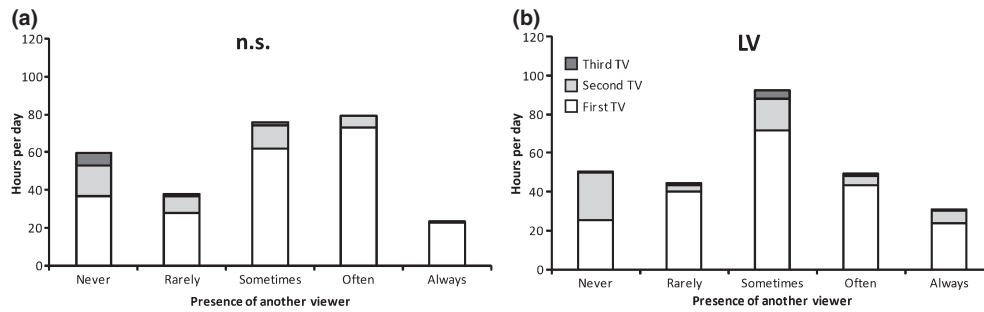 (a)
n.s.
Hours per day
120
100
80
60
40
20
0
Never Rarely Sometimes Often Always
Presence of another viewer
(b)
LV
Hours per day
120
100
80
60
40
20
0
Third TV
Second TV
First TV
Never Rarely Sometimes Often Always
Presence of another viewer